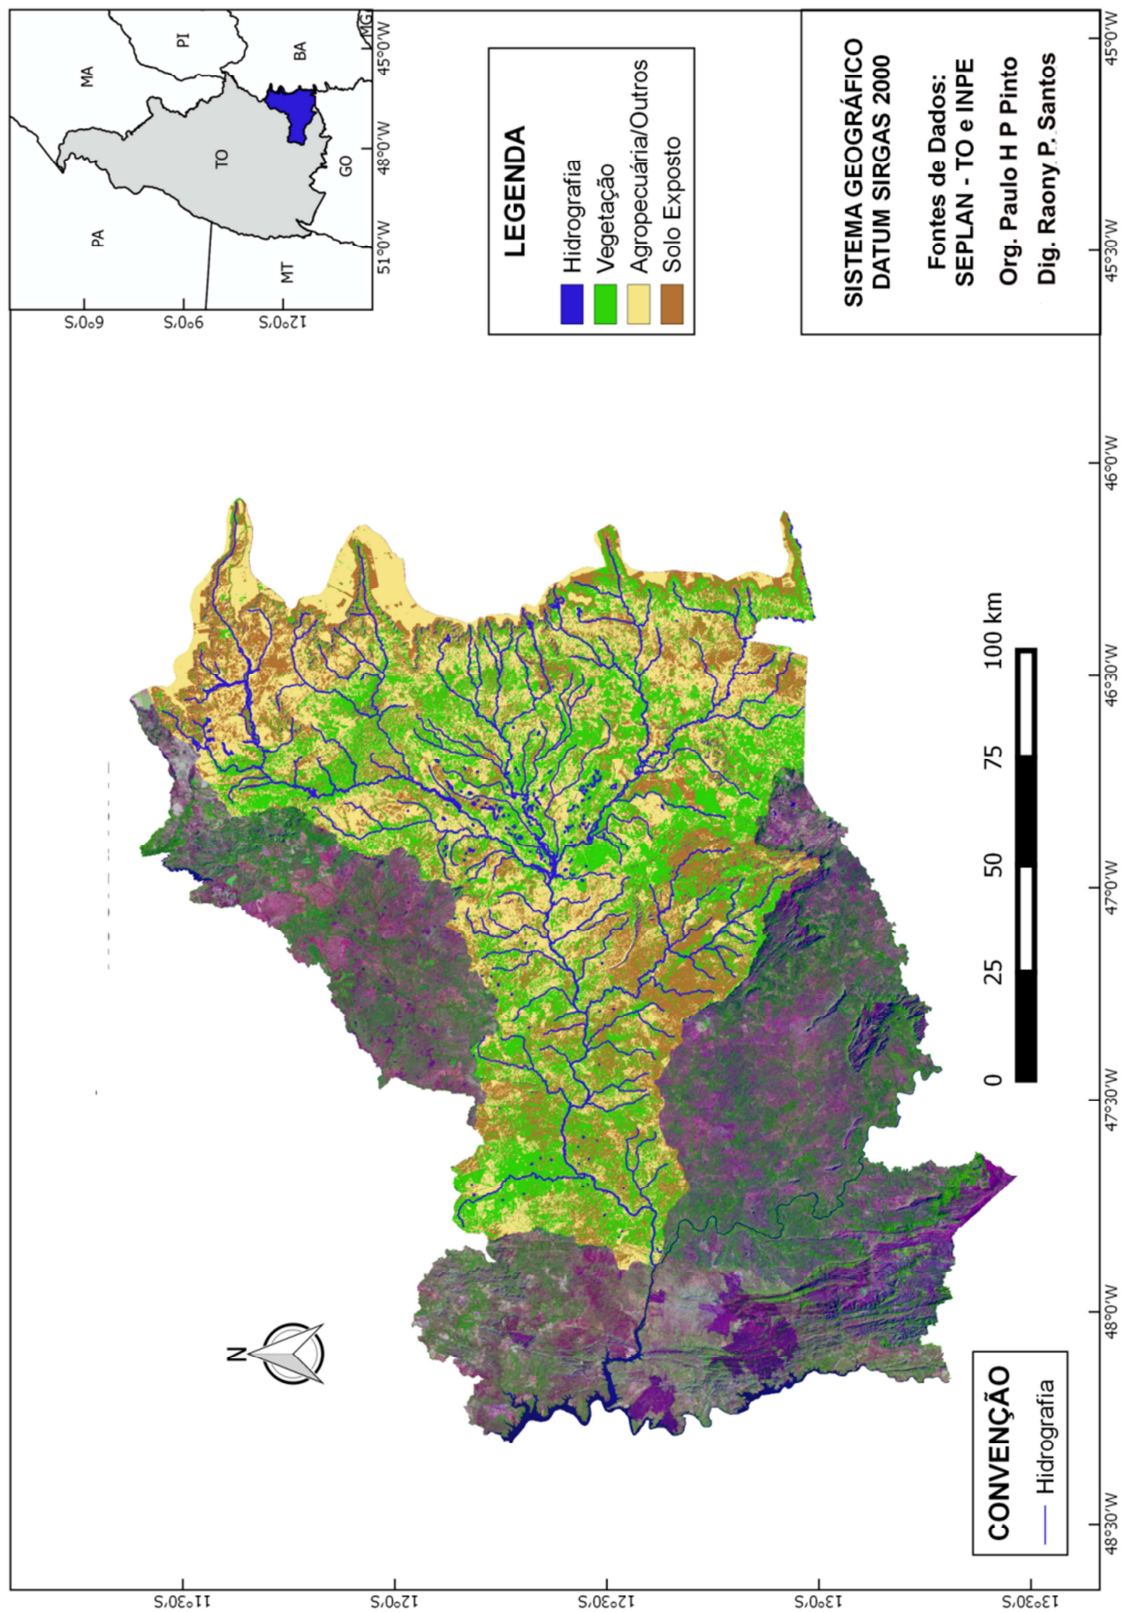 MA
PI
PA
TO
BA
MT
GO
MG
51°0'W
48°0'W
45°0'W
6°0'S
9°0'S
12°0'S
N
LEGENDA
Hidrografia
Vegetação
Agropecuária/Outros
Solo Exposto
SISTEMA GEOGRÁFICO
DATUM SIRGAS 2000
Fontes de Dados:
SEPLAN - TO e INPE
Org. Paulo H P Pinto
Dig. Raony P. Santos
CONVENÇÃO
Hidrografia
0 25 50 75 100 km
11°30'S
12°0'S
12°30'S
13°0'S
13°30'S
48°30'W
48°0'W
47°30'W
47°0'W
46°30'W
46°0'W
45°30'W
45°0'W